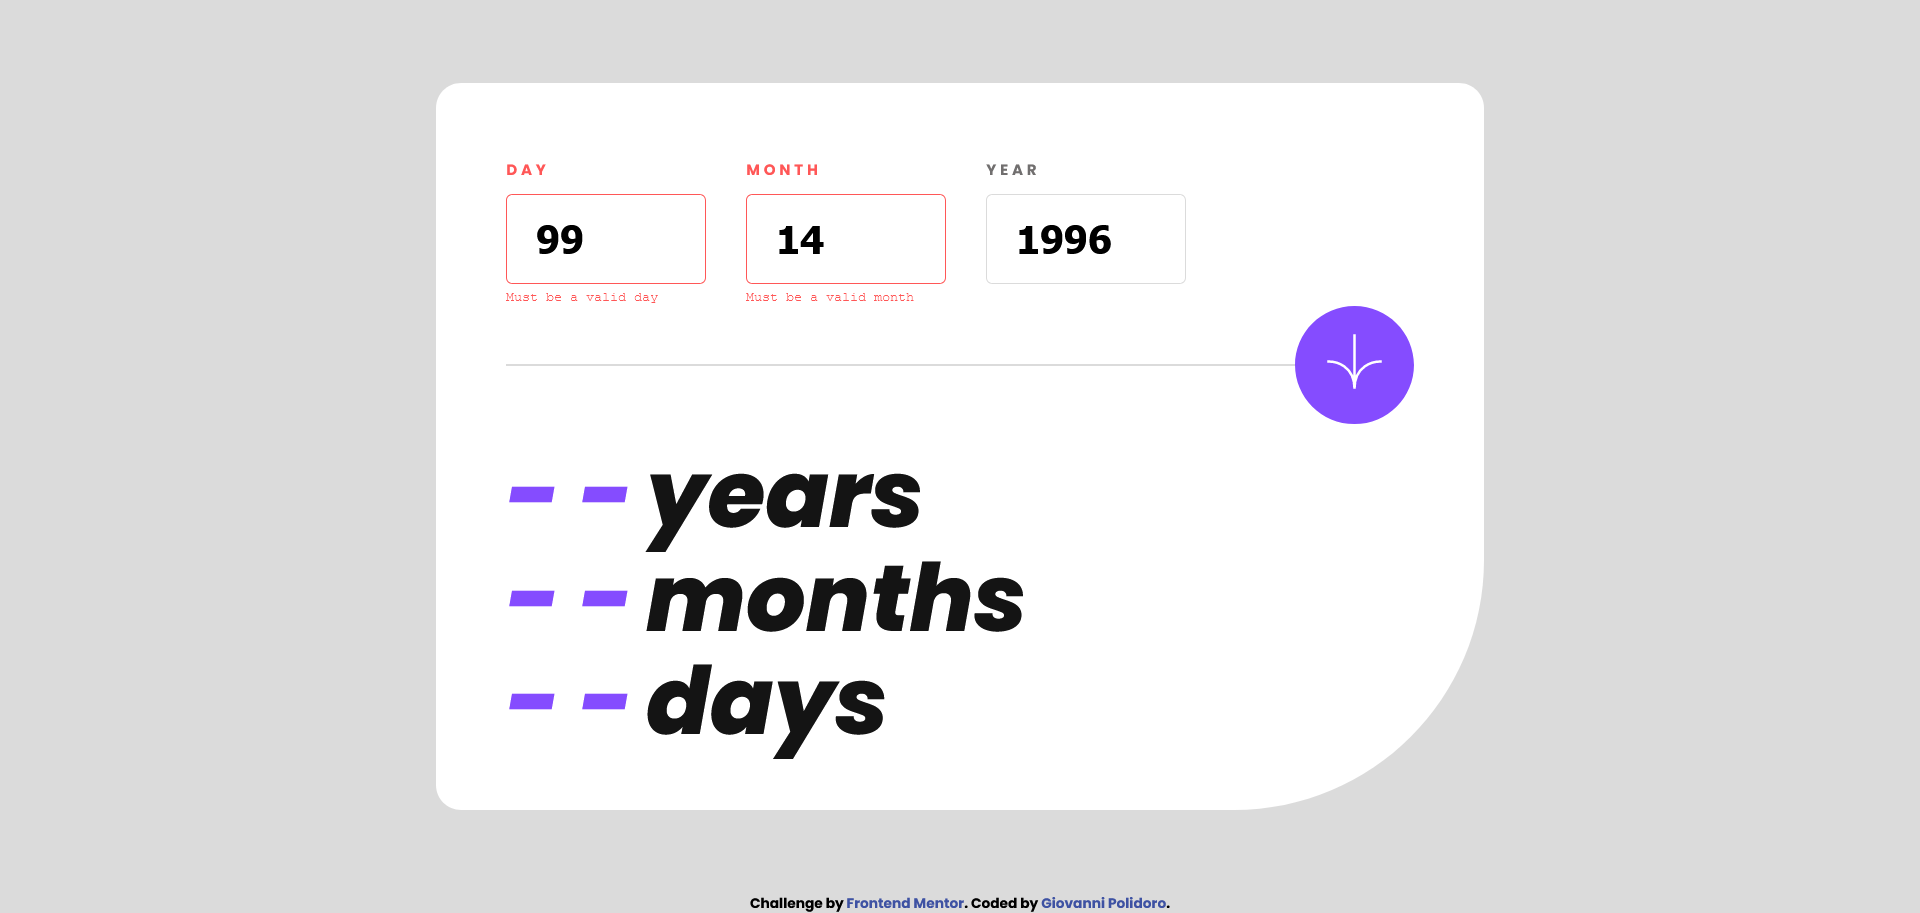 DAY MONTH YEAR
99 14 1996
Must be a valid day Must be a valid month
- - years
- - months
- - days
Challenge by Frontend Mentor. Coded by Giovanni Polidoro.